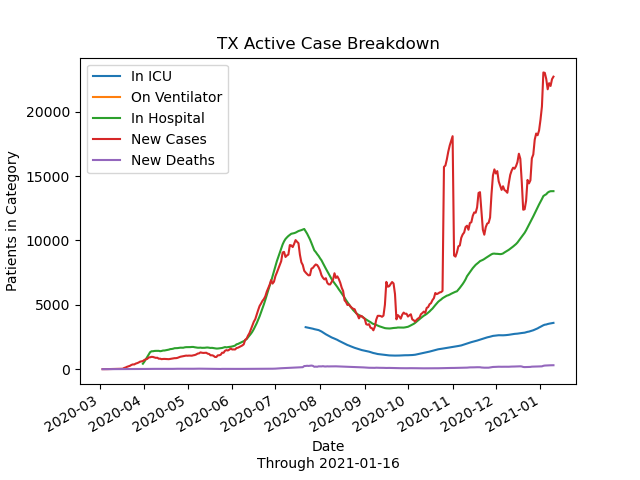 TX Active Case Breakdown
In ICU
On Ventilator
In Hospital
New Cases
New Deaths
Patients in Category
20000
15000
10000
5000
0
2020-03
2020-04
2020-05
2020-06
2020-07
2020-08
2020-09
2020-10
2020-11
2020-12
2021-01
Date
Through 2021-01-16